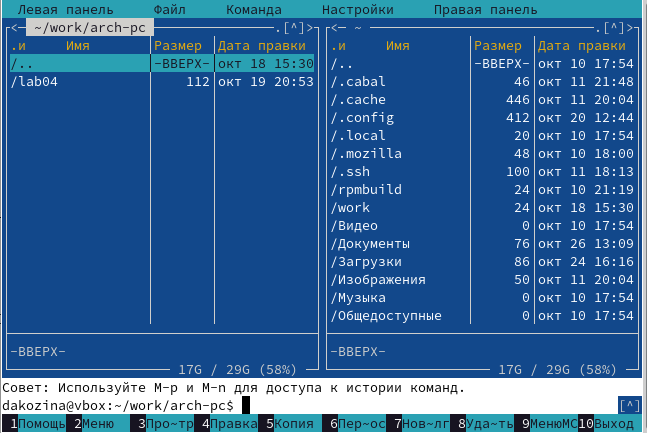 Левая панель Файл Команда Настройки Правая панель
<─ ~/work/arch-pc ─────.[^]> <─ ~ ─────.[^]>
.и Имя Размер Дата правки .и Имя Размер Дата правки
/.. -ВВЕРХ- окт 18 15:30 /.. -ВВЕРХ- окт 10 17:54
/lab04 112 окт 19 20:53 /.cabal 46 окт 11 21:48
/.cache 446 окт 11 20:04
/.config 412 окт 20 12:44
/.local 20 окт 10 17:54
/.mozilla 48 окт 10 18:00
/.ssh 100 окт 11 18:13
/rpmbuild 24 окт 10 21:19
/work 24 окт 18 15:30
/Видео 0 окт 10 17:54
/Документы 76 окт 26 13:09
/Загрузки 86 окт 24 16:16
/Изображения 50 окт 11 20:04
/Музыка 0 окт 10 17:54
/Общедоступные 0 окт 10 17:54
-ВВЕРХ- -ВВЕРХ-
17G / 29G (58%) 17G / 29G (58%)
Совет: Используйте M-p и M-n для доступа к истории команд.
dakozina@vbox:~/work/arch-pc$ [^]
1Помощь 2Меню 3Про~тр 4Правка 5Копия 6Пер~ос 7Нов~лг 8Уда~ть 9МенюMC 10Выход